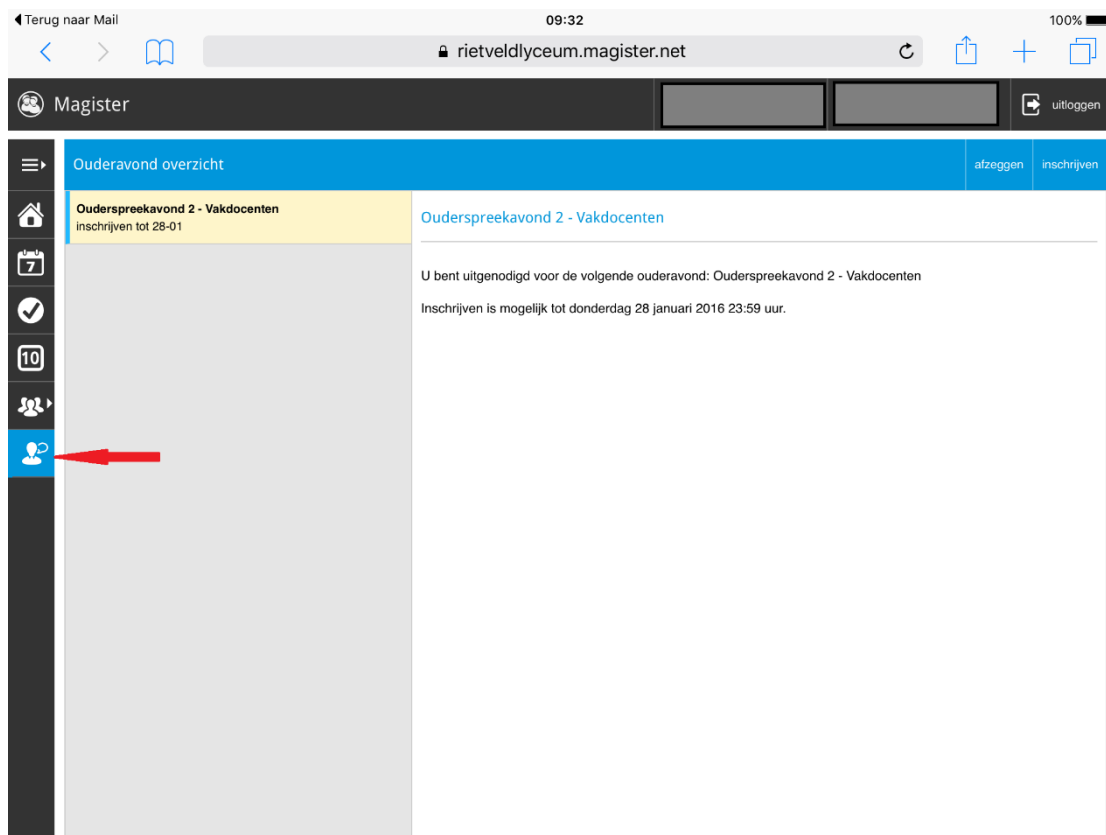 Terug naar Mail 09:32 100%
rietveldlyceum.magister.net
Magister uitloggen
Ouderavond overzicht afzeggen inschrijven
Ouderspreekavond 2 - Vakdocenten
inschrijven tot 28-01
Ouderspreekavond 2 - Vakdocenten
U bent uitgenodigd voor de volgende ouderavond: Ouderspreekavond 2 - Vakdocenten
Inschrijven is mogelijk tot donderdag 28 januari 2016 23:59 uur.
7
10